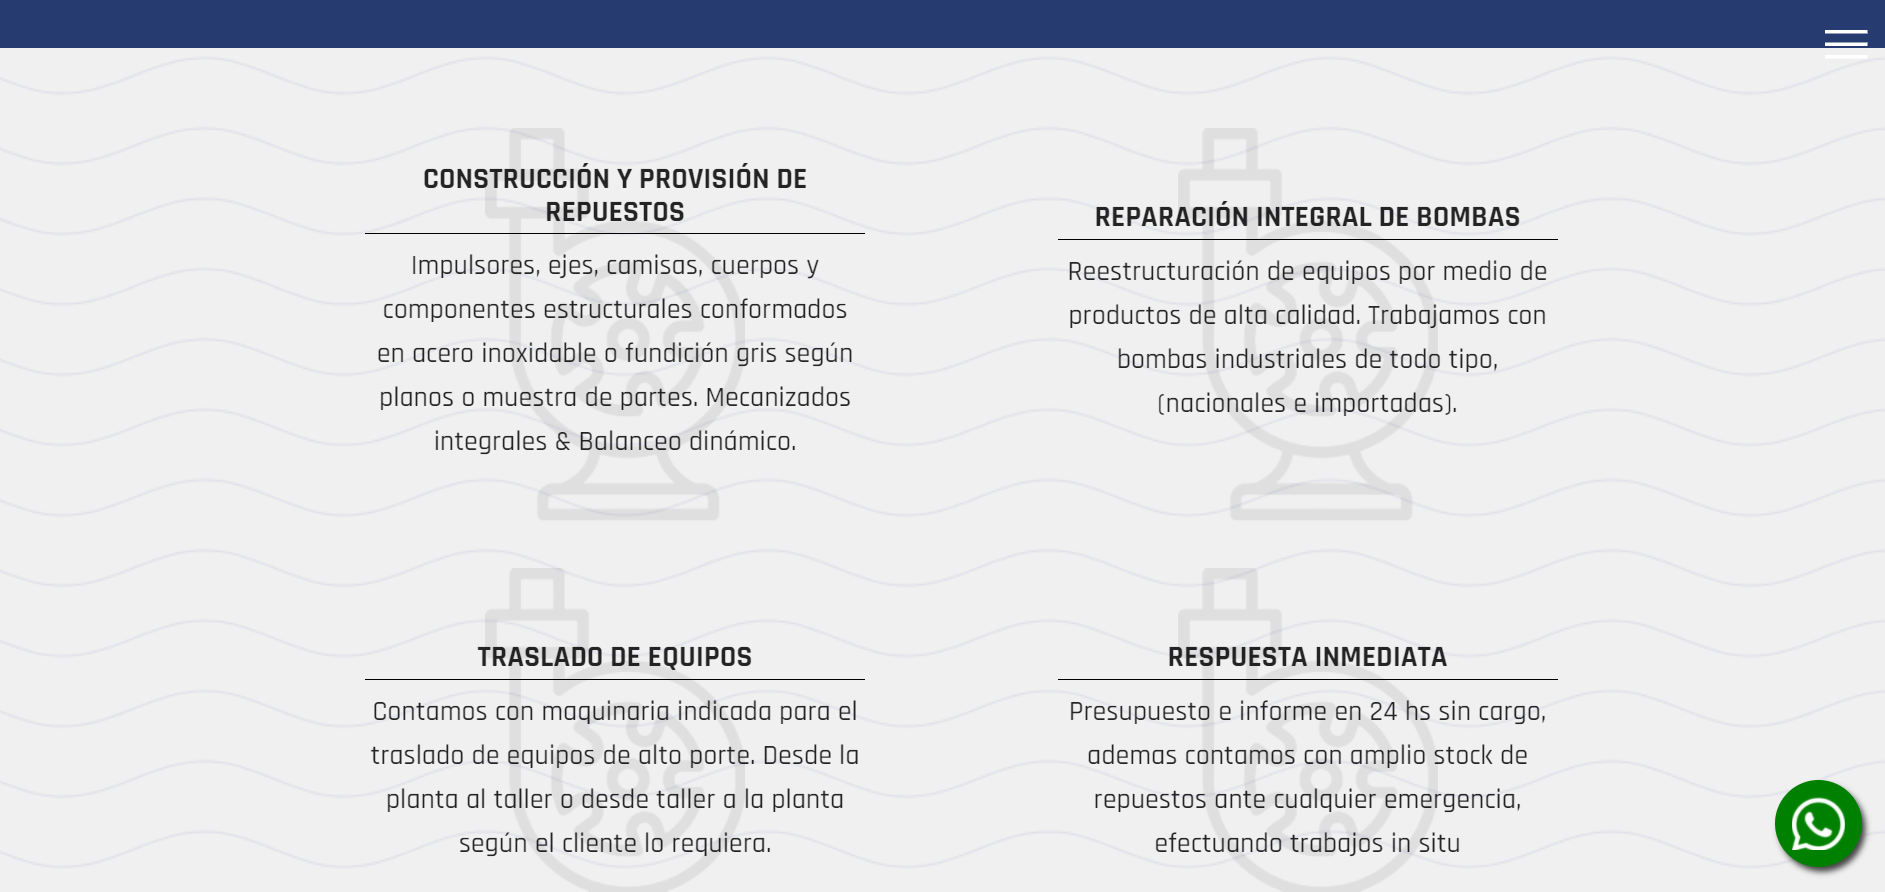 CONSTRUCCIÓN Y PROVISIÓN DE
REPUESTOS
Impulsores, ejes, camisas, cuerpos y
componentes estructurales conformados
en acero inoxidable o fundición gris según
planos o muestra de partes. Mecanizados
integrales & Balanceo dinámico.
REPARACIÓN INTEGRAL DE BOMBAS
Reestructuración de equipos por medio de
productos de alta calidad. Trabajamos con
bombas industriales de todo tipo,
(nacionales e importadas).
TRASLADO DE EQUIPOS
Contamos con maquinaria indicada para el
traslado de equipos de alto porte. Desde la
planta al taller o desde taller a la planta
según el cliente lo requiera.
RESPUESTA INMEDIATA
Presupuesto e informe en 24 hs sin cargo,
ademas contamos con amplio stock de
repuestos ante cualquier emergencia,
efectuando trabajos in situ